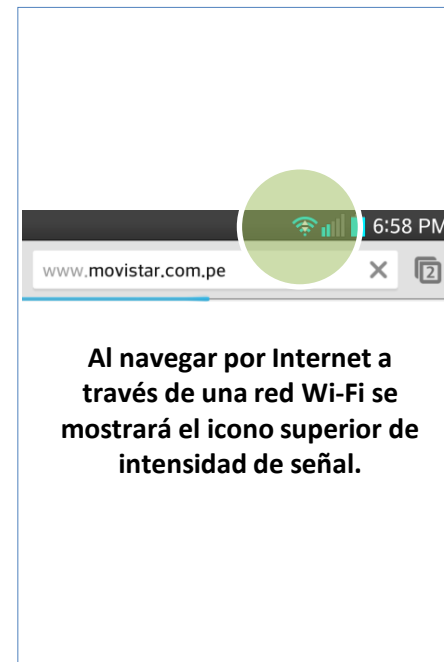 6:58 PM
www.movistar.com.pe
2
Al navegar por Internet a
través de una red Wi-Fi se
mostrará el icono superior de
intensidad de señal.